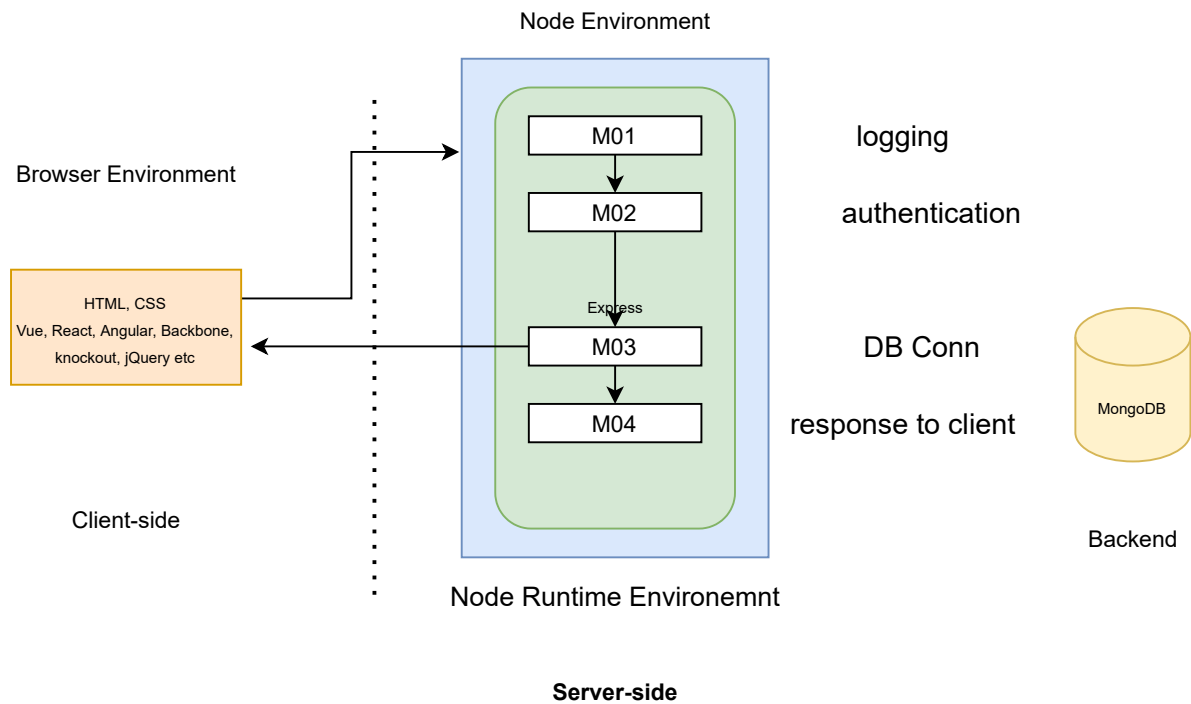 Node Environment
M01
logging
Browser Environment
M02
authentication
HTML, CSS
Vue, React, Angular, Backbone,
knockout, jQuery etc
Express
M03
DB Conn
MongoDB
M04
response to client
Client-side
Backend
Node Runtime Environemnt
Server-side